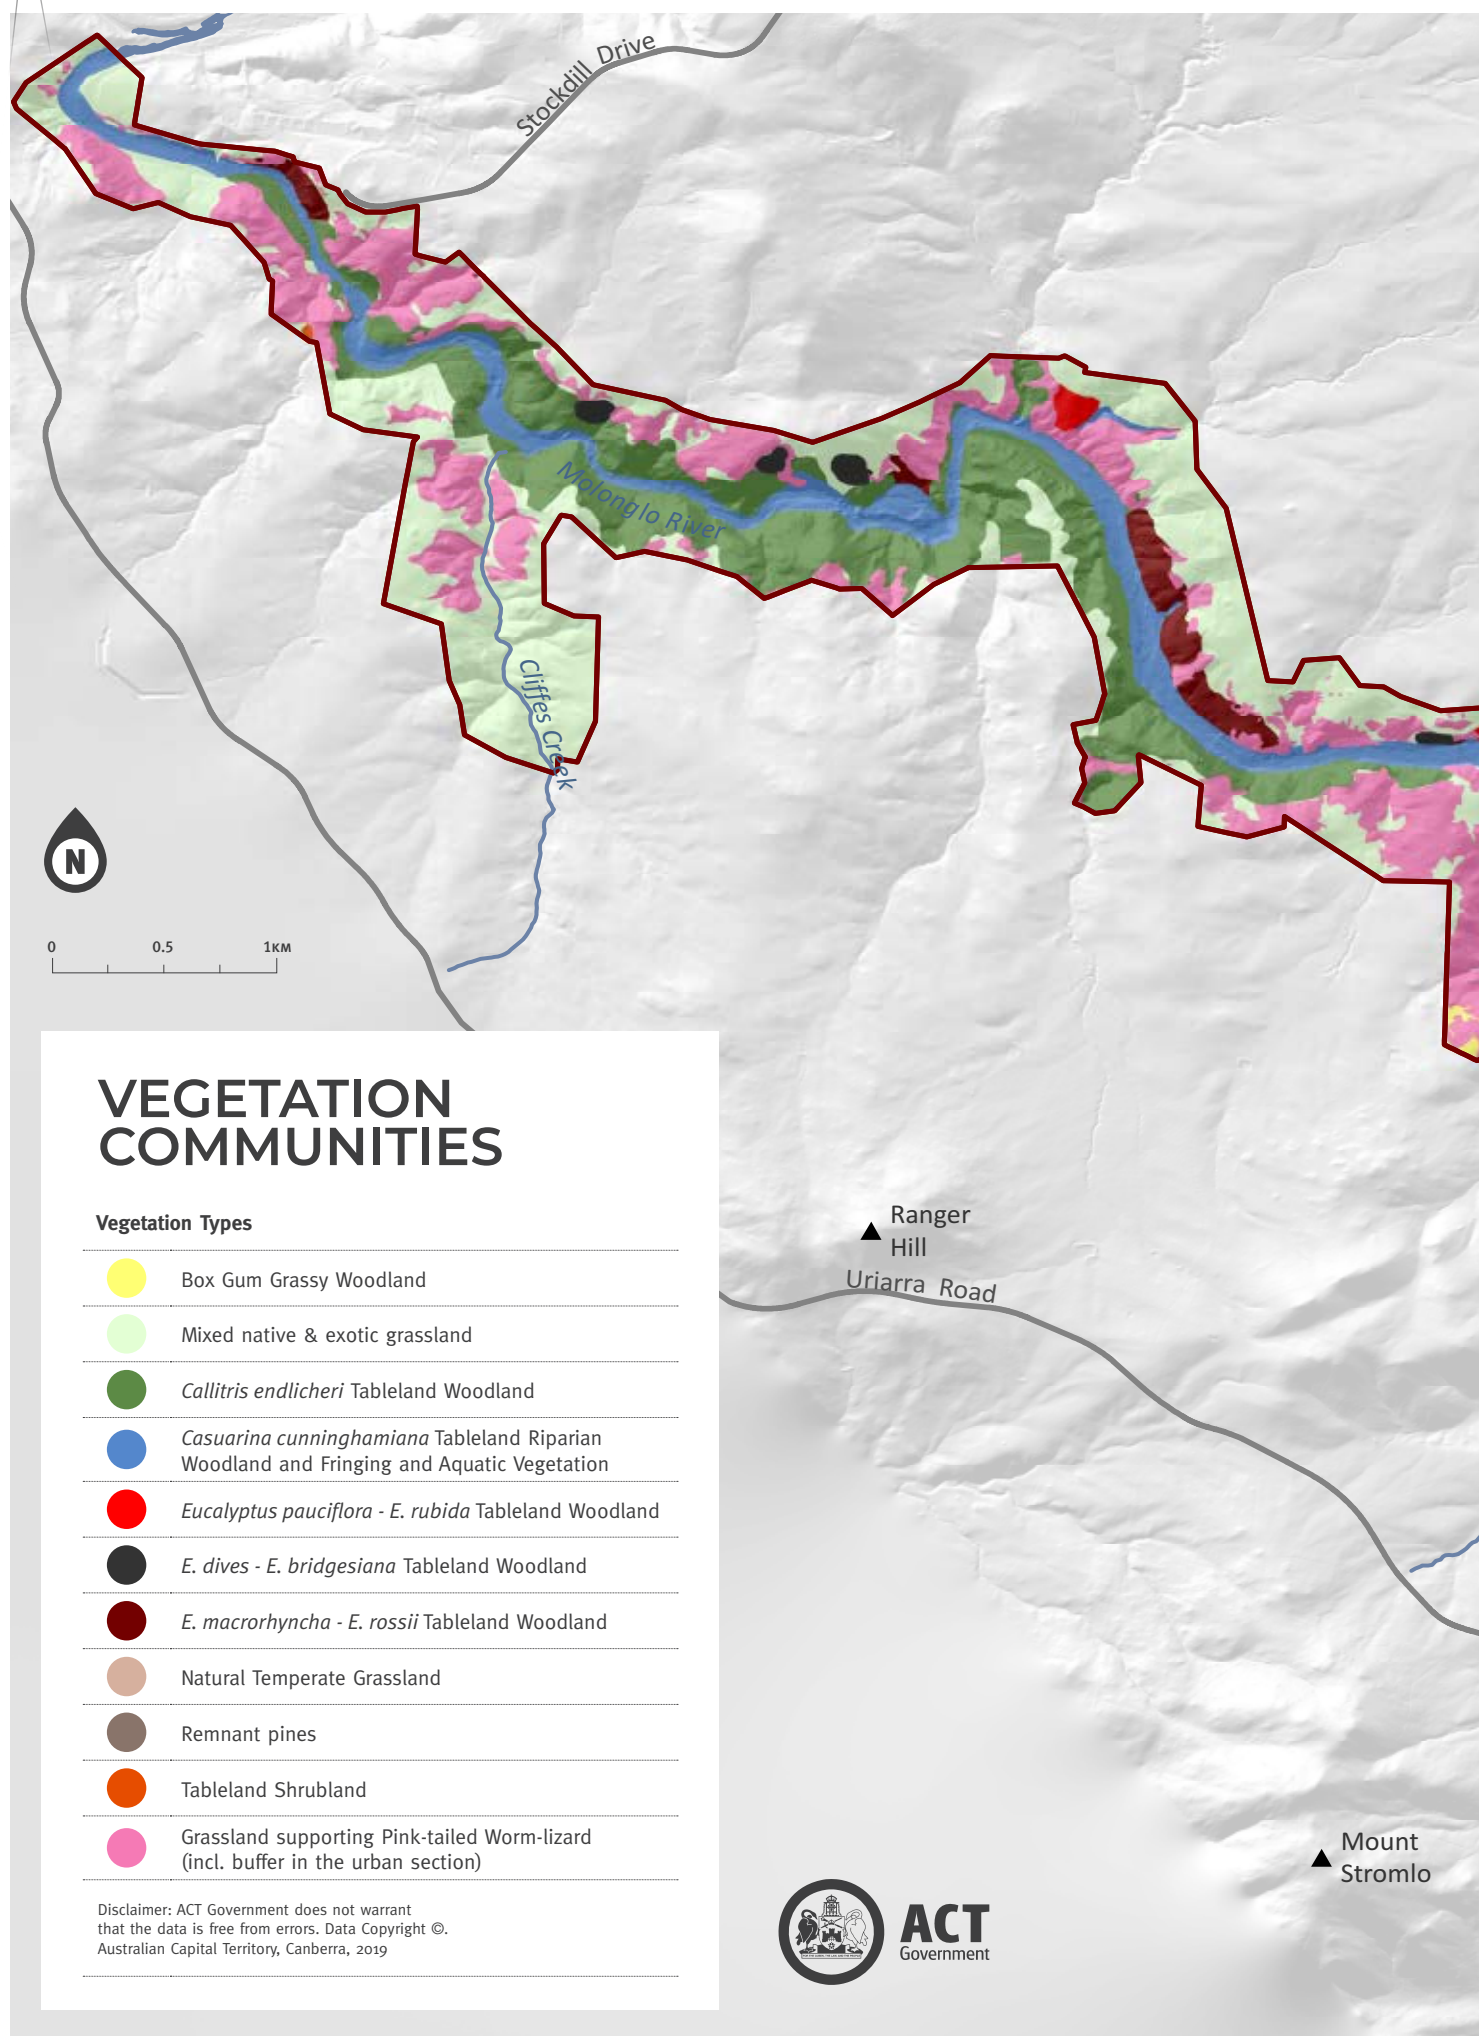 Stockdill Drive
Molonglo River
Cliffes Creek
N
0 0.5 1KM
VEGETATION
COMMUNITIES
Vegetation Types
Box Gum Grassy Woodland
Mixed native & exotic grassland
Callitris endlicheri Tableland Woodland
Casuarina cunninghamiana Tableland Riparian
Woodland and Fringing and Aquatic Vegetation
Eucalyptus pauciflora - E. rubida Tableland Woodland
E. dives - E. bridgesiana Tableland Woodland
E. macrorhyncha - E. rossii Tableland Woodland
Natural Temperate Grassland
Remnant pines
Tableland Shrubland
Grassland supporting Pink-tailed Worm-lizard
(incl. buffer in the urban section)
Disclaimer: ACT Government does not warrant
that the data is free from errors. Data Copyright ©.
Australian Capital Territory, Canberra, 2019
Ranger
Hill
Uriarra Road
Mount
Stromlo
ACT
Government